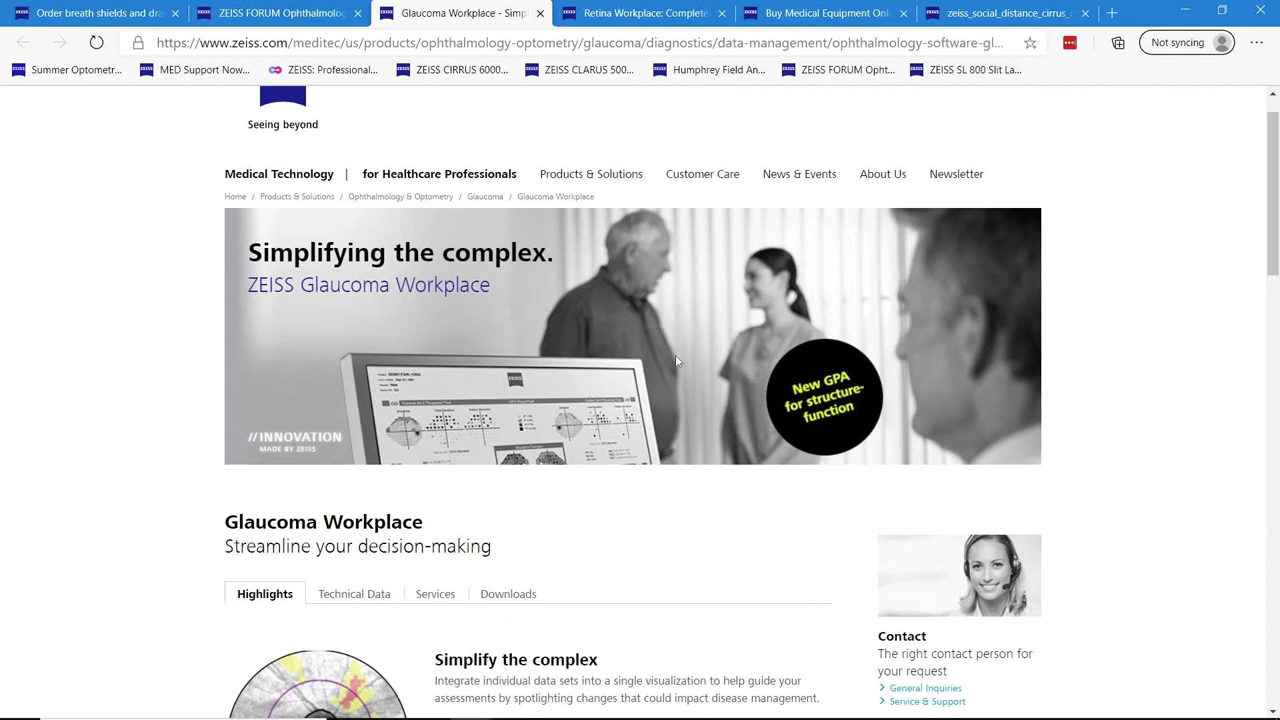 Order breath shields and dra
ZEISS FORUM Ophthalmolog
Glaucoma Workplace - Simpl
Retina Workplace: Complete
Buy Medical Equipment Onli
zeiss_social_distance_cirrus_
https://www.zeiss.com/meditec/us/products/ophthalmology-optometry/glaucoma/diagnostics/data-management/ophthalmology-software-gl...
Not syncing
Summer Optometr...
MED Support Now...
ZEISS: Professional...
ZEISS CIRRUS 6000...
ZEISS CLARUS 500...
Humphrey Field An...
ZEISS FORUM Opht...
ZEISS SL 800 Slit La...
Seeing beyond
Medical Technology | for Healthcare Professionals
Products & Solutions
Customer Care
News & Events
About Us
Newsletter
Home / Products & Solutions / Ophthalmology & Optometry / Glaucoma / Glaucoma Workplace
Simplifying the complex.
ZEISS Glaucoma Workplace
New GPA
for structure-
function
ZEISS
//INNOVATION
MADE BY ZEISS
Glaucoma Workplace
Streamline your decision-making
Highlights
Technical Data
Services
Downloads
Simplify the complex
Integrate individual data sets into a single visualization to help guide your
assessments by spotlighting changes that could impact disease management.
Contact
The right contact person for
your request
General Inquiries
Service & Support